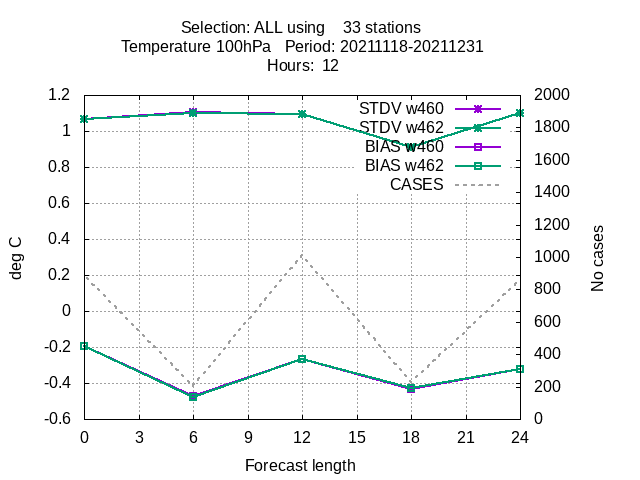 Selection: ALL using    33 stations
Temperature 100hPa   Period: 20211118-20211231
Hours:  12
1.2
1
0.8
0.6
0.4
0.2
0
-0.2
-0.4
-0.6
deg C
STDV w460
STDV w462
BIAS w460
BIAS w462
CASES
2000
1800
1600
1400
1200
1000
800
600
400
200
0
No cases
0 3 6 9 12 15 18 21 24
Forecast length